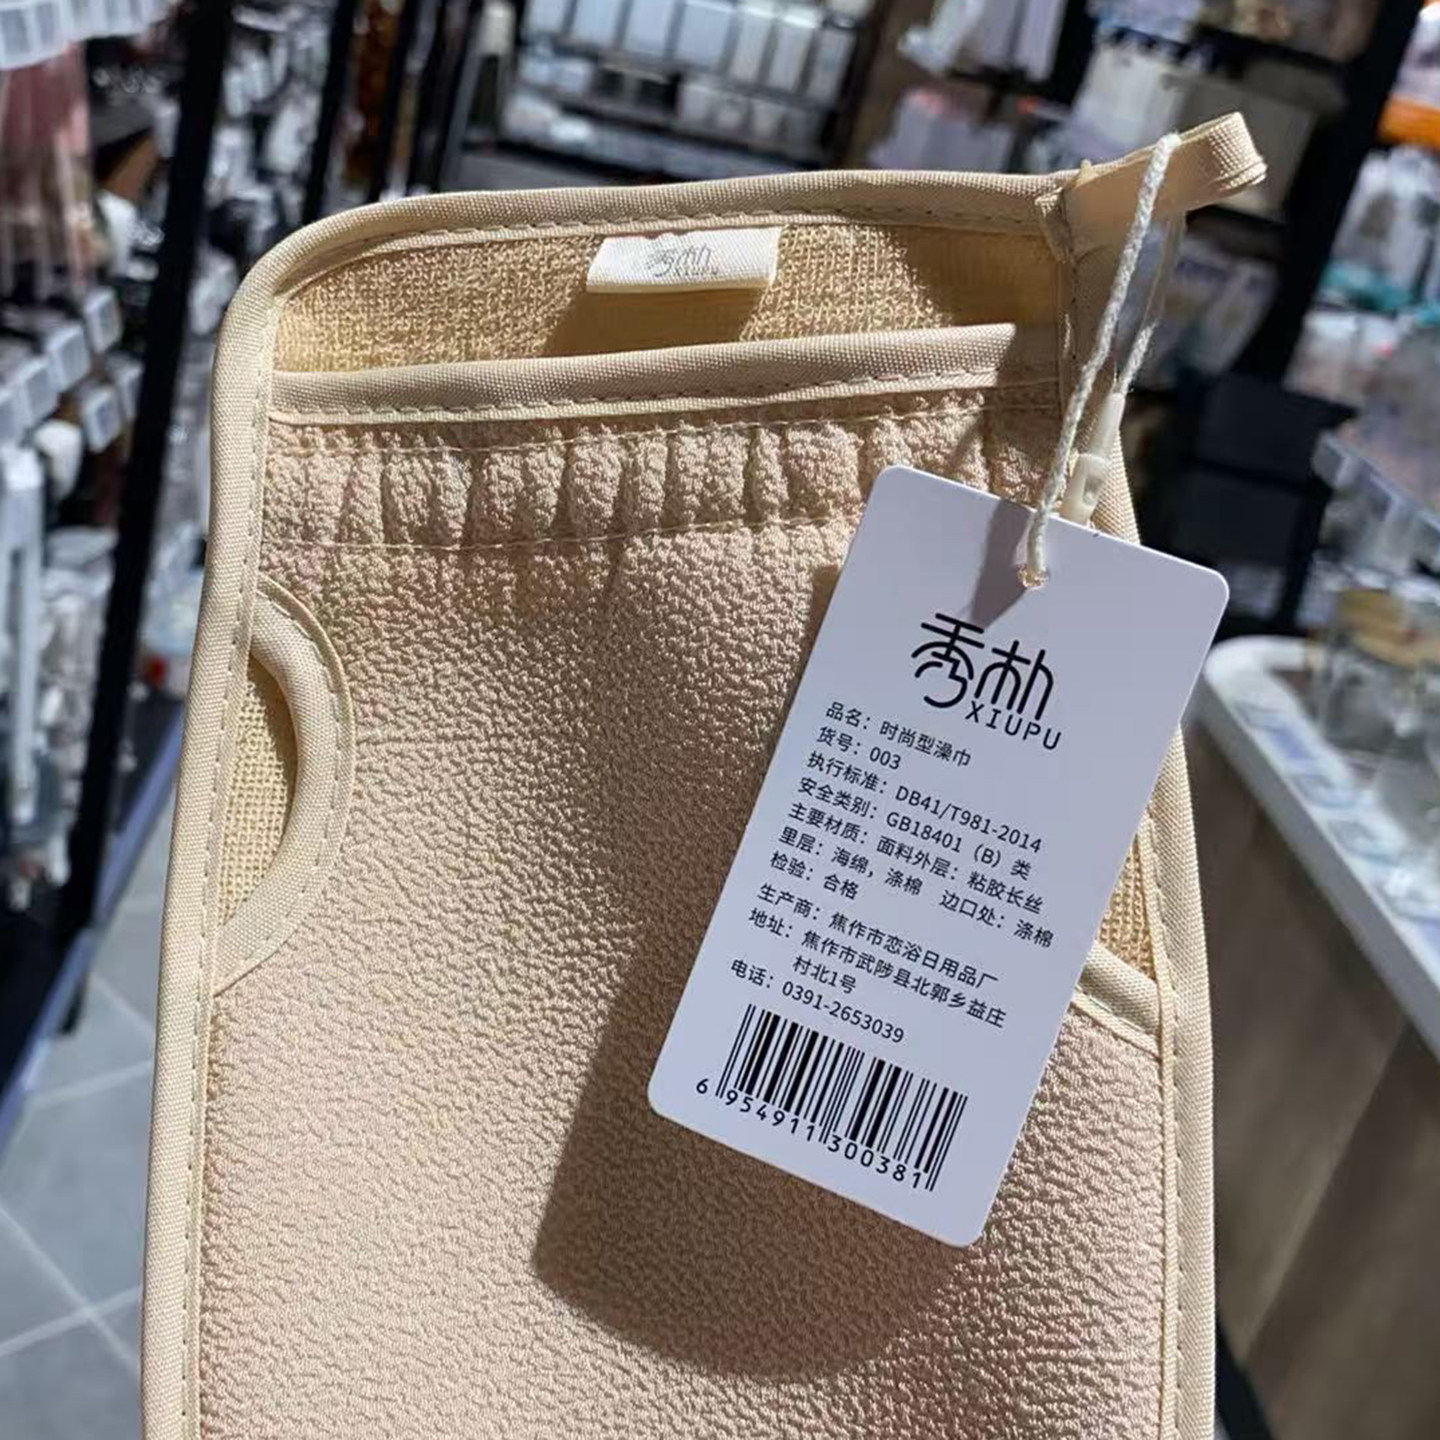 秀朴
XIUPU
秀朴
XIUPU
品名：时尚型澡巾
货号：003
执行标准：DB41/T981-2014
安全类别：GB18401（B）类
主要材质：面料外层：粘胶长丝
里层：海绵，涤棉 边口处：涤棉
检验：合格
生产商：焦作市恋浴日用品厂
地址：焦作市武陟县北郭乡益庄
村北1号
电话：0391-2653039
6 954911 300381